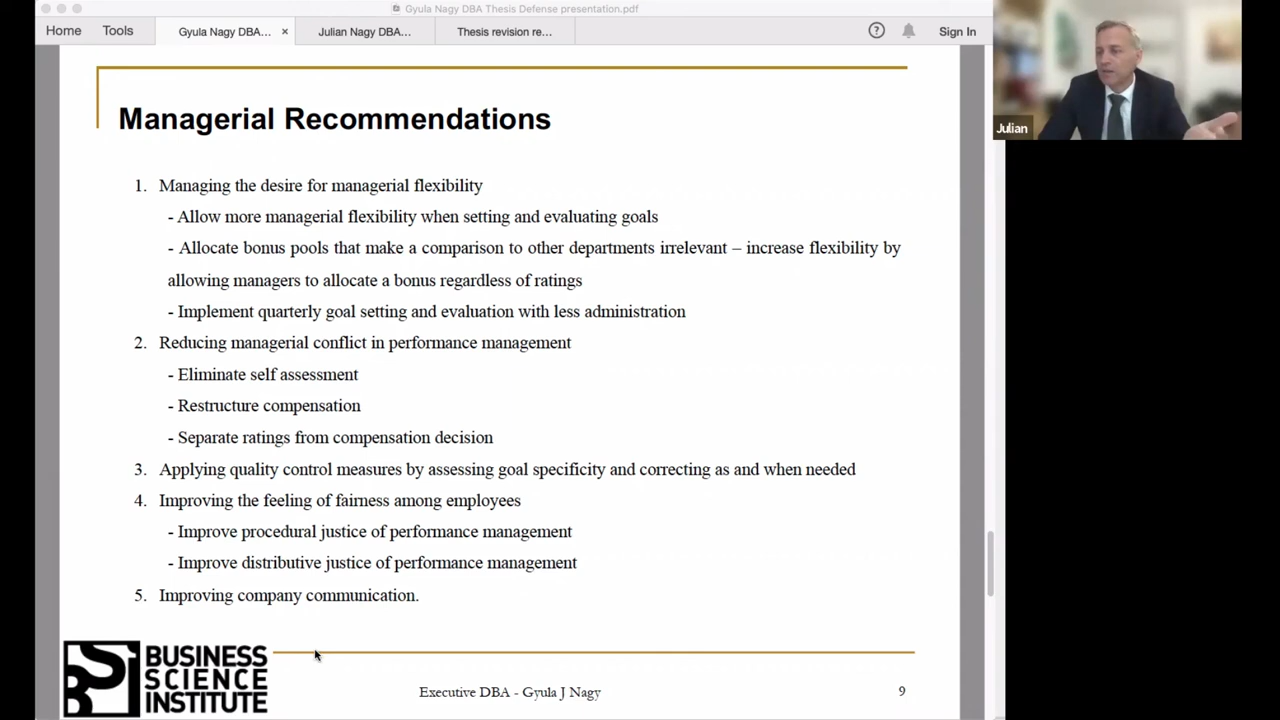 Gyula Nagy DBA Thesis Defense presentation.pdf
Home Tools Gyula Nagy DBA... × Julian Nagy DBA... Thesis revision re... ? Sign In
Managerial Recommendations
Julian
1. Managing the desire for managerial flexibility
- Allow more managerial flexibility when setting and evaluating goals
- Allocate bonus pools that make a comparison to other departments irrelevant – increase flexibility by
allowing managers to allocate a bonus regardless of ratings
- Implement quarterly goal setting and evaluation with less administration
2. Reducing managerial conflict in performance management
- Eliminate self assessment
- Restructure compensation
- Separate ratings from compensation decision
3. Applying quality control measures by assessing goal specificity and correcting as and when needed
4. Improving the feeling of fairness among employees
- Improve procedural justice of performance management
- Improve distributive justice of performance management
5. Improving company communication.
BSI
BUSINESS
SCIENCE
INSTITUTE
Executive DBA - Gyula J Nagy
9